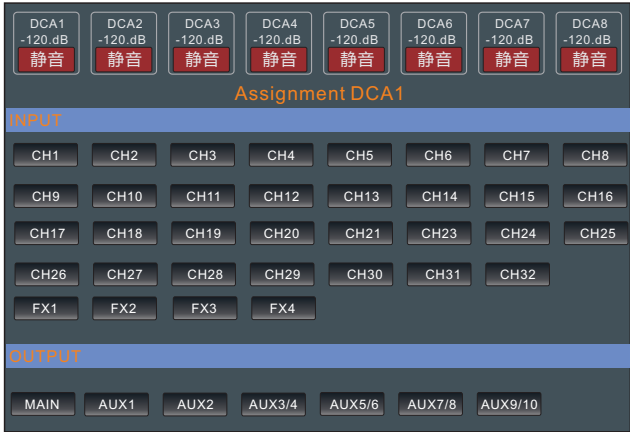 DCA1 DCA2 DCA3 DCA4 DCA5 DCA6 DCA7 DCA8
-120.dB -120.dB -120.dB -120.dB -120.dB -120.dB -120.dB -120.dB
静音 静音 静音 静音 静音 静音 静音 静音
Assignment DCA1
INPUT
CH1 CH2 CH3 CH4 CH5 CH6 CH7 CH8
CH9 CH10 CH11 CH12 CH13 CH14 CH15 CH16
CH17 CH18 CH19 CH20 CH21 CH23 CH24 CH25
CH26 CH27 CH28 CH29 CH30 CH31 CH32
FX1 FX2 FX3 FX4
OUTPUT
MAIN AUX1 AUX2 AUX3/4 AUX5/6 AUX7/8 AUX9/10